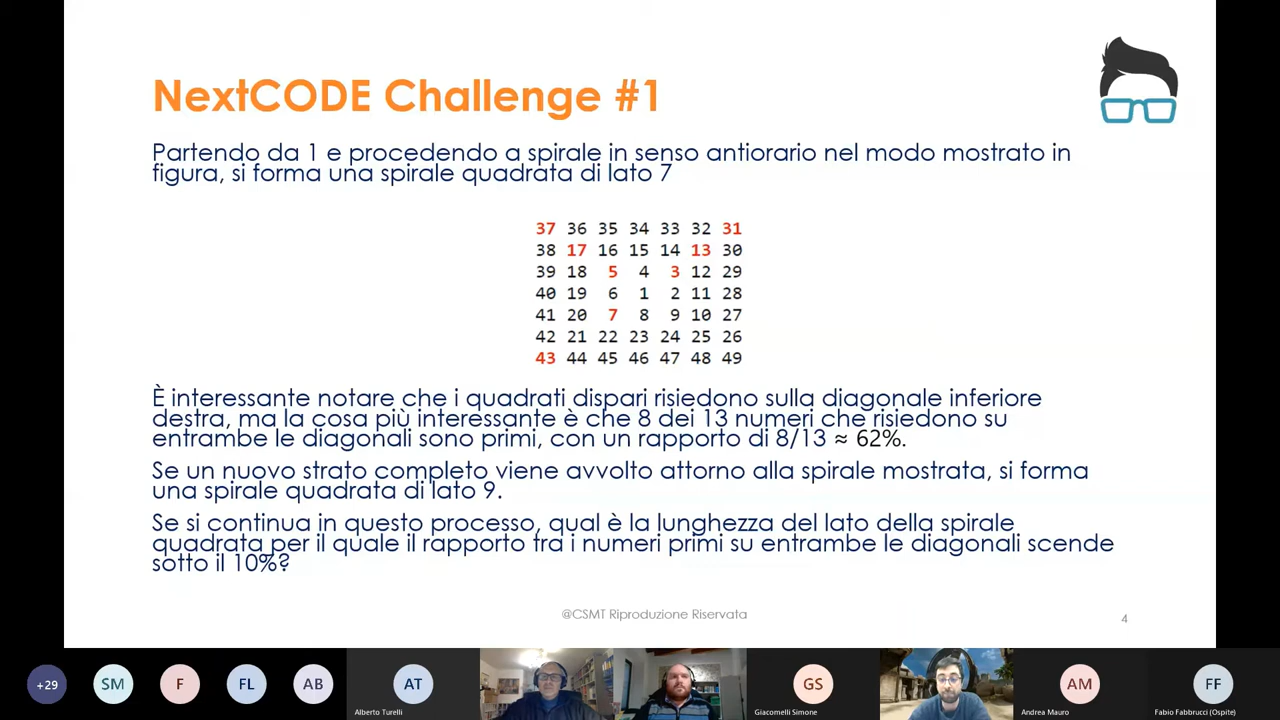 NextCODE Challenge #1
Partendo da 1 e procedendo a spirale in senso antiorario nel modo mostrato in
figura, si forma una spirale quadrata di lato 7
37 36 35 34 33 32 31
38 17 16 15 14 13 30
39 18 5 4 3 12 29
40 19 6 1 2 11 28
41 20 7 8 9 10 27
42 21 22 23 24 25 26
43 44 45 46 47 48 49
È interessante notare che i quadrati dispari risiedono sulla diagonale inferiore
destra, ma la cosa più interessante è che 8 dei 13 numeri che risiedono su
entrambe le diagonali sono primi, con un rapporto di 8/13 ≈ 62%.
Se un nuovo strato completo viene avvolto attorno alla spirale mostrata, si forma
una spirale quadrata di lato 9.
Se si continua in questo processo, qual è la lunghezza del lato della spirale
quadrata per il quale il rapporto fra i numeri primi su entrambe le diagonali scende
sotto il 10%?
@CSMT Riproduzione Riservata
4
+29
SM
F
FL
AB
AT
GS
AM
FF
Alberto Turelli
Giacomelli Simone
Andrea Mauro
Fabio Fabbrucci (Ospite)